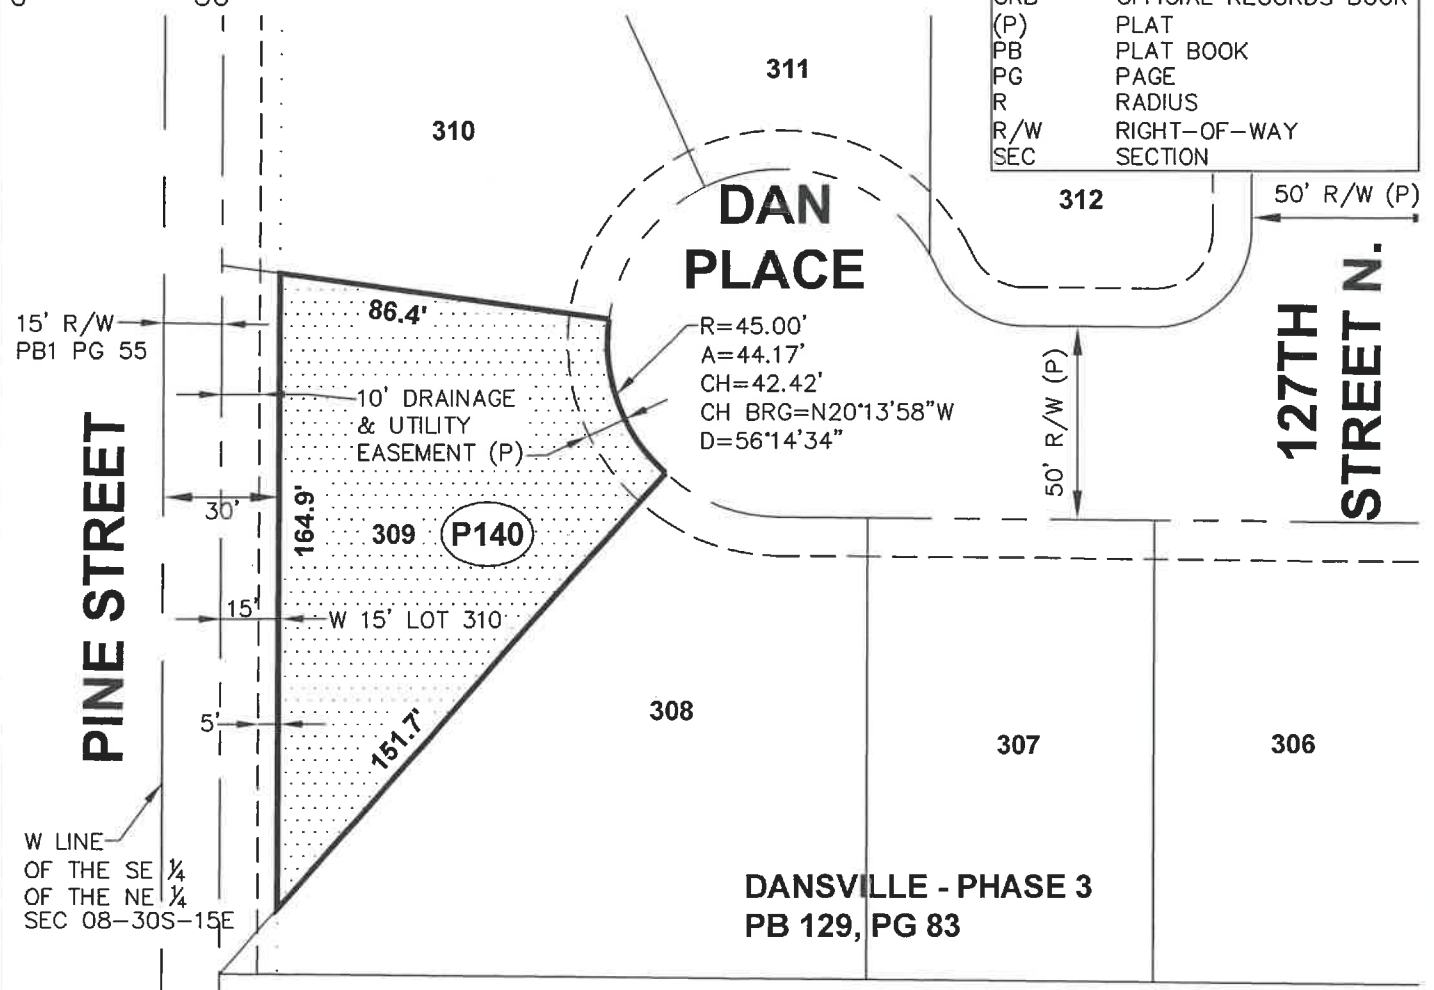 (P) PLAT
PB PLAT BOOK
PG PAGE
R RADIUS
R/W RIGHT-OF-WAY
SEC SECTION
311
310
312
50' R/W (P)
DAN
PLACE
127TH
STREET N.
86.4'
15' R/W
PB1 PG 55
R=45.00'
A=44.17'
CH=42.42'
CH BRG=N20°13'58"W
D=56°14'34"
10' DRAINAGE
& UTILITY
EASEMENT (P)
50' R/W (P)
PINE STREET
30'
164.9'
309
P140
15'
W 15' LOT 310
5'
151.7'
308
307
306
W LINE
OF THE SE ¼
OF THE NE ¼
SEC 08-30S-15E
DANSVILLE - PHASE 3
PB 129, PG 83